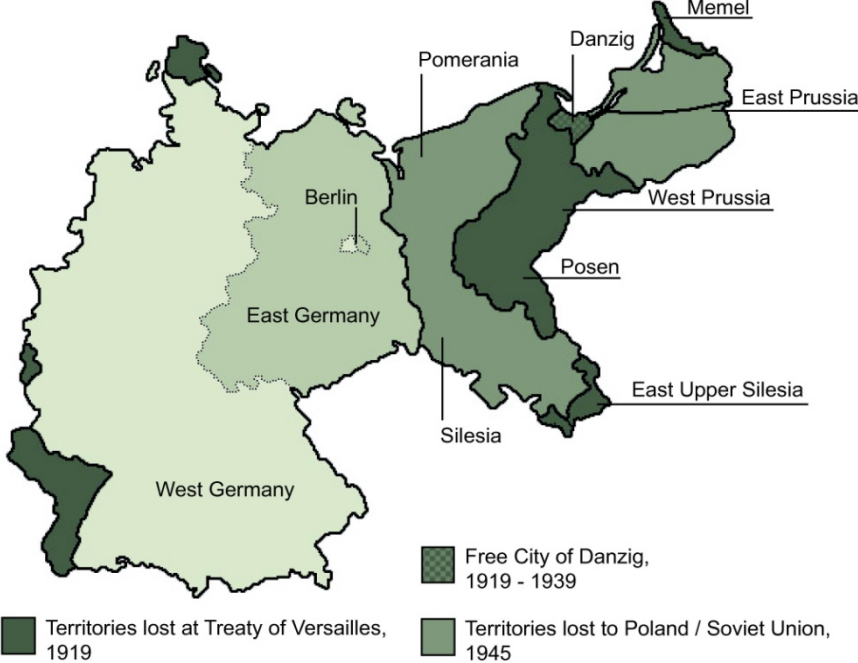 Memel
Danzig
Pomerania
East Prussia
Berlin
West Prussia
Posen
East Germany
East Upper Silesia
Silesia
West Germany
Free City of Danzig,
1919 - 1939
Territories lost at Treaty of Versailles,
1919
Territories lost to Poland / Soviet Union,
1945